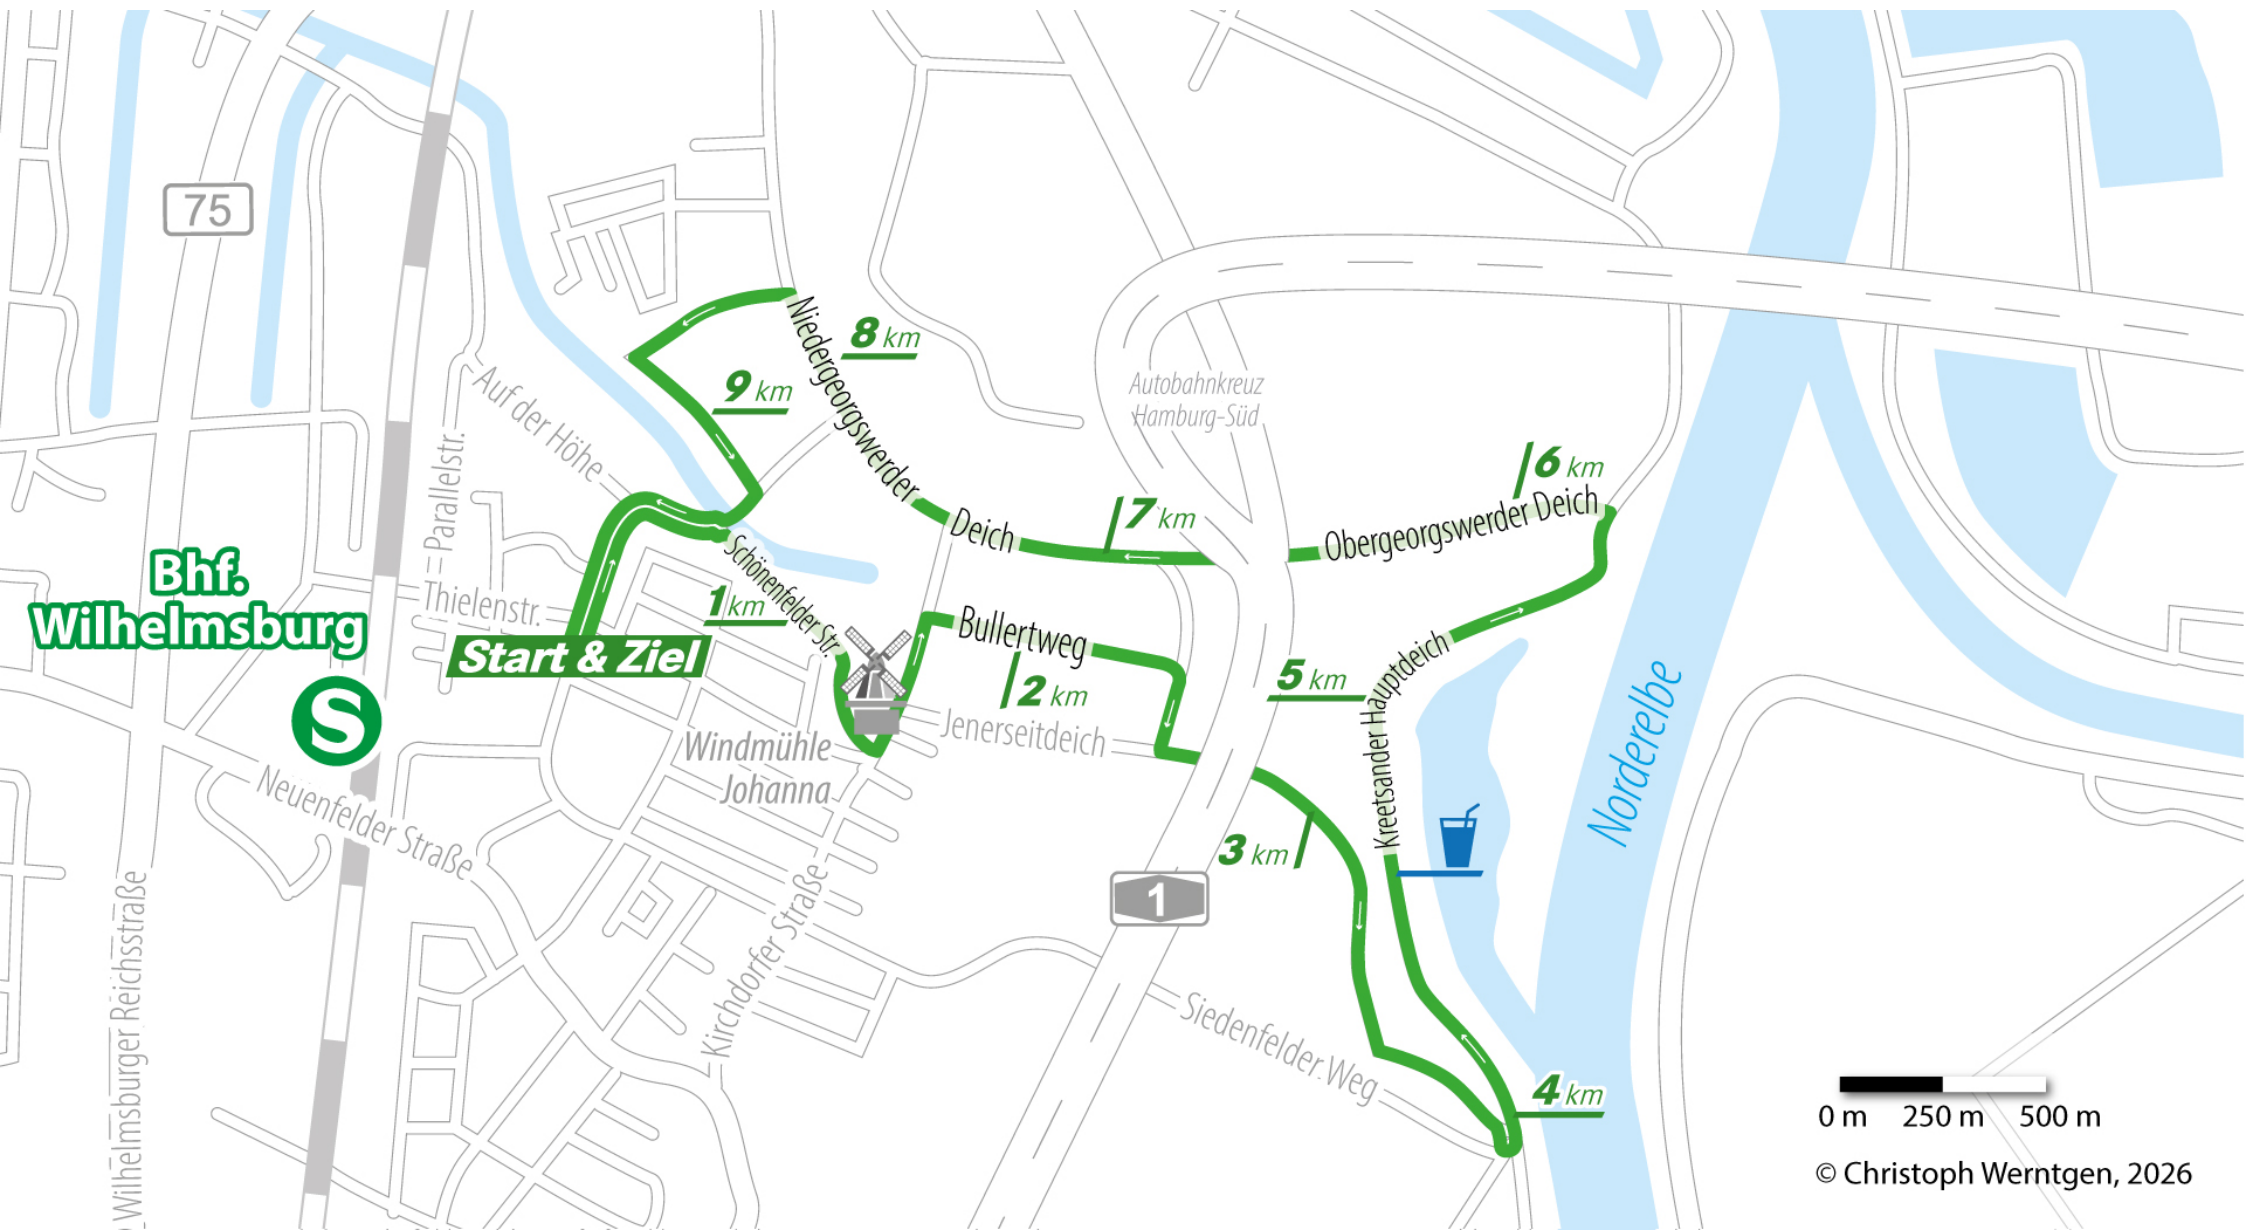 75
Niedergeorgswerder
8 km
9 km
Auf der Höhe
Autobahnkreuz
Hamburg-Süd
Parallelstr.
6 km
7 km
Deich
Obergeorgswerder Deich
Bhf.
Wilhelmsburg
S
Thielenstr.
Start & Ziel
1 km
Schönenfelder Str.
Bullertweg
2 km
Jenerseitdeich
Windmühle
Johanna
5 km
Kreetsander Hauptdeich
Norderelbe
Neuenfelder Straße
3 km
1
Wilhelmsburger Reichsstraße
Kirchdorfer Straße
Siedenfelder Weg
4 km
0 m 250 m 500 m
© Christoph Werntgen, 2026